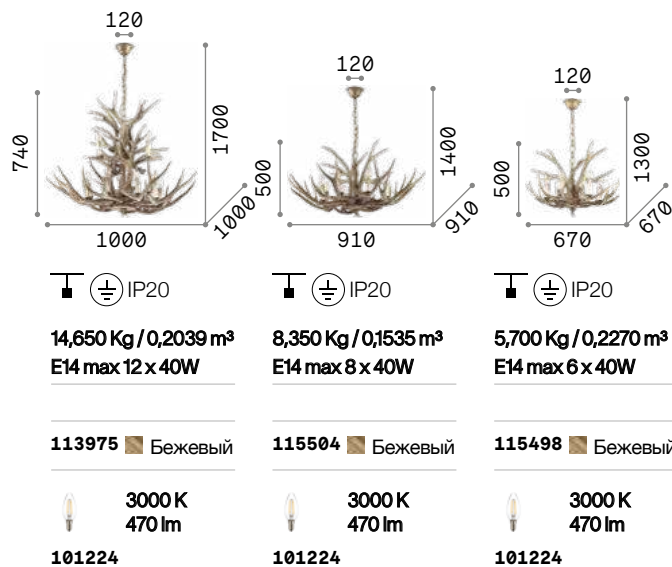 120
740
1700
1000
1000
120
500
1400
910
910
120
500
1300
670
670
IP20
IP20
IP20
14,650 Kg / 0,2039 m³
E14 max 12 x 40W
8,350 Kg / 0,1535 m³
E14 max 8 x 40W
5,700 Kg / 0,2270 m³
E14 max 6 x 40W
113975 Бежевый
115504 Бежевый
115498 Бежевый
3000 K
470 lm
3000 K
470 lm
3000 K
470 lm
101224
101224
101224